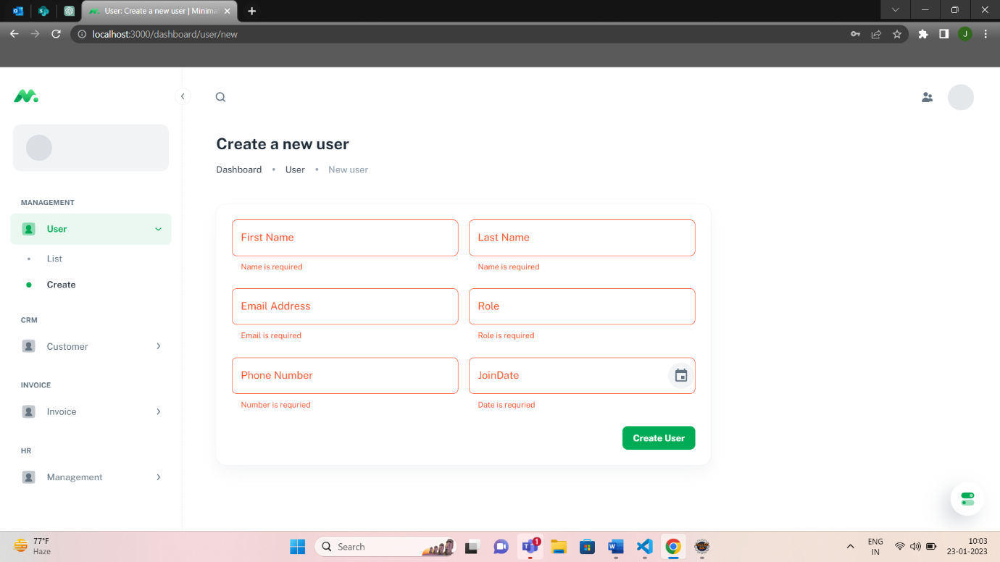 User: Create a new user | Minima
localhost:3000/dashboard/user/new
J
Create a new user
Dashboard • User • New user
MANAGEMENT
User
List
Create
CRM
Customer
INVOICE
Invoice
HR
Management
First Name
Last Name
Name is required
Name is required
Email Address
Role
Email is required
Role is required
Phone Number
JoinDate
Number is requried
Date is requried
Create User
77°F
Haze
Search
1
ENG
IN
10:03
23-01-2023